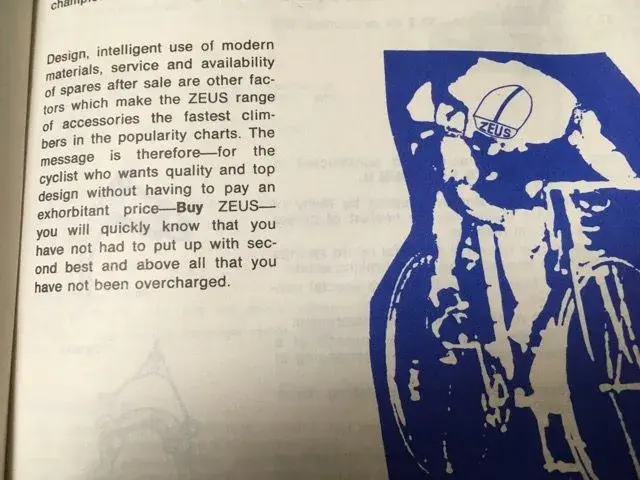 Design, intelligent use of modern
materials, service and availability
of spares after sale are other fac-
tors which make the ZEUS range
of accessories the fastest clim-
bers in the popularity charts. The
message is therefore—for the
cyclist who wants quality and top
design without having to pay an
exhorbitant price—Buy ZEUS—
you will quickly know that you
have not had to put up with sec-
ond best and above all that you
have not been overcharged.
ZEUS